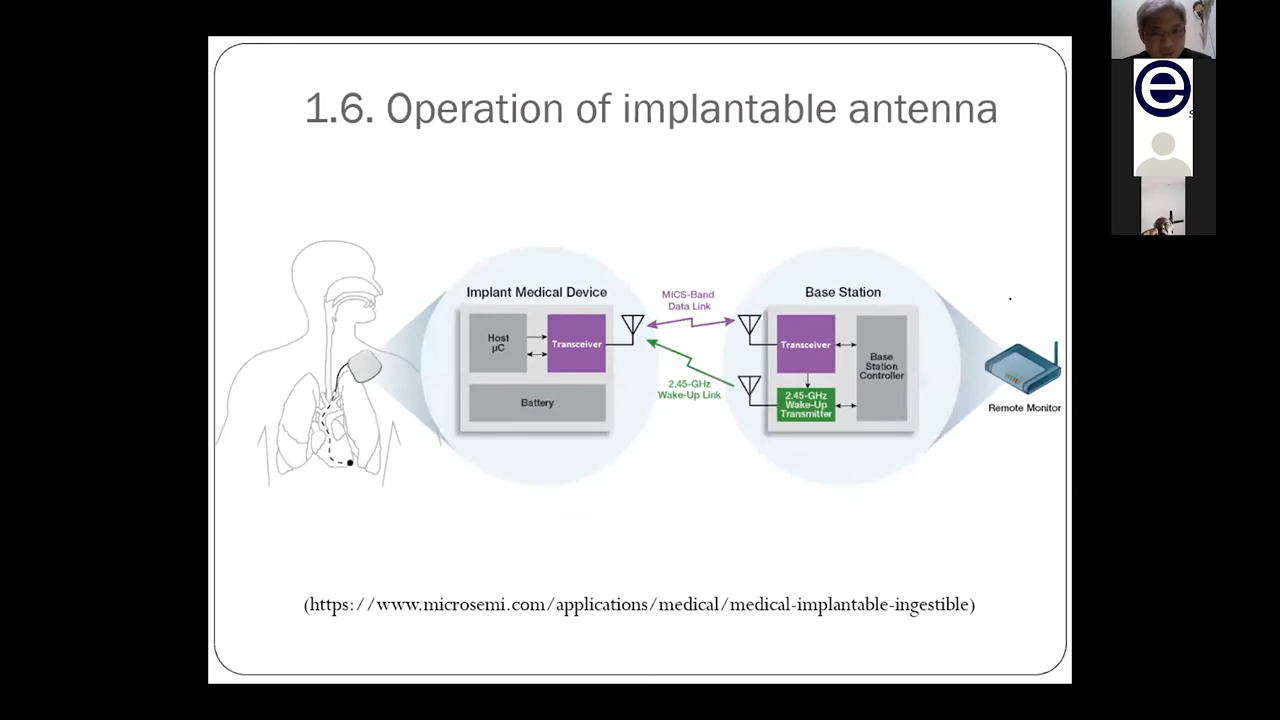 1.6. Operation of implantable antenna
Implant Medical Device
Host
µC
Transceiver
Battery
MICS-Band
Data Link
2.45-GHz
Wake-Up Link
Base Station
Transceiver
2.45-GHz
Wake-Up
Transmitter
Base
Station
Controller
Remote Monitor
(https://www.microsemi.com/applications/medical/medical-implantable-ingestible)
e
s